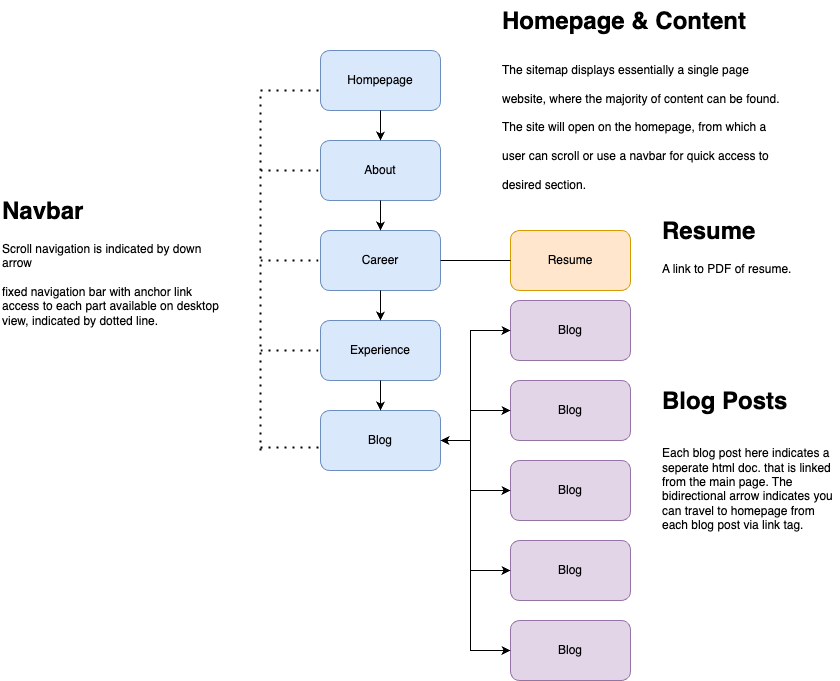 Homepage & Content
Hompepage
The sitemap displays essentially a single page
website, where the majority of content can be found.
The site will open on the homepage, from which a
user can scroll or use a navbar for quick access to
desired section.
About
Navbar
Scroll navigation is indicated by down
arrow
fixed navigation bar with anchor link
access to each part available on desktop
view, indicated by dotted line.
Career
Resume
Resume
A link to PDF of resume.
Experience
Blog
Blog
Blog
Blog
Blog
Blog
Blog Posts
Each blog post here indicates a
seperate html doc. that is linked
from the main page. The
bidirectional arrow indicates you
can travel to homepage from
each blog post via link tag.